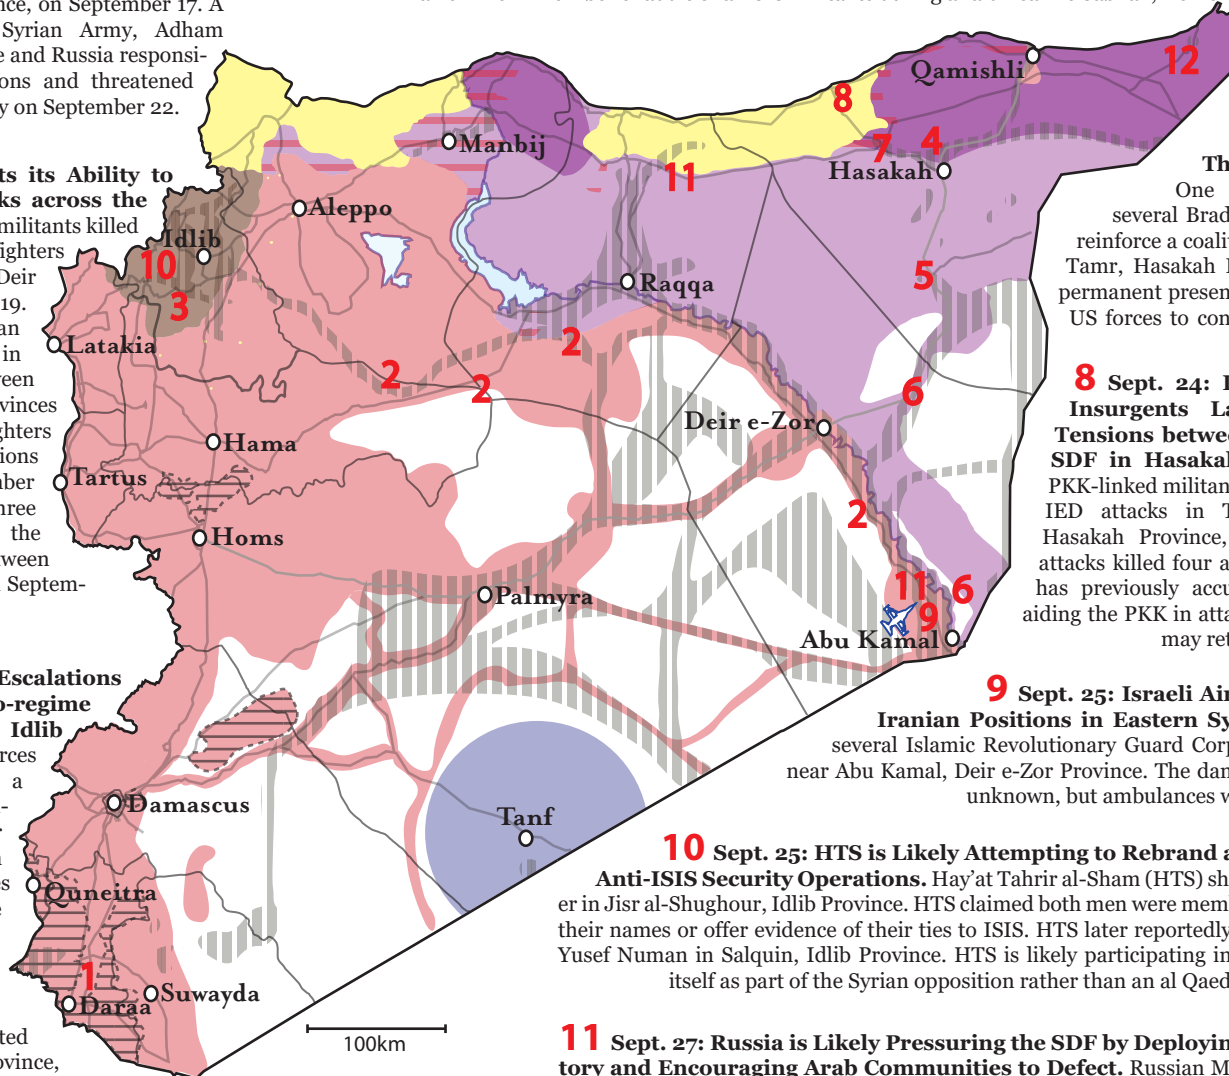 nce, on September 17. A
Syrian Army, Adham
e and Russia responsi-
ons and threatened
y on September 22.
ts its Ability to
ks across the
militants killed
ighters
Deir
19.
an
in
een
vinces
ghters
ions
mber
hree
the
ween
Septem-
Escalations
o-regime
Idlib
rces
a
es
e
ted
ovince,
Qamishli
12
8
Manbij
7
4
11
Hasakah
Aleppo
Idlib
10
3
5
Raqqa
Latakia
2
2
2
6
Deir e-Zor
Hama
Tartus
2
Homs
11
6
Palmyra
9
Abu Kamal
Tanf
Damascus
Quneitra
1
Daraa
Suwayda
100km
Th
One
several Brad
reinforce a coali
Tamr, Hasakah
permanent presen
US forces to con
8 Sept. 24:
Insurgents La
Tensions betwee
SDF in Hasakal
PKK-linked militan
IED attacks in T
Hasakah Province,
attacks killed four a
has previously accu
aiding the PKK in atta
may ret
9 Sept. 25: Israeli Air
Iranian Positions in Eastern Sy
several Islamic Revolutionary Guard Corp
near Abu Kamal, Deir e-Zor Province. The dam
unknown, but ambulances w
10 Sept. 25: HTS is Likely Attempting to Rebrand a
Anti-ISIS Security Operations. Hay'at Tahrir al-Sham (HTS) sh
er in Jisr al-Shughour, Idlib Province. HTS claimed both men were mem
their names or offer evidence of their ties to ISIS. HTS later reportedly
Yusef Numan in Salquin, Idlib Province. HTS is likely participating in
itself as part of the Syrian opposition rather than an al Qaed
11 Sept. 27: Russia is Likely Pressuring the SDF by Deployin
tory and Encouraging Arab Communities to Defect. Russian M